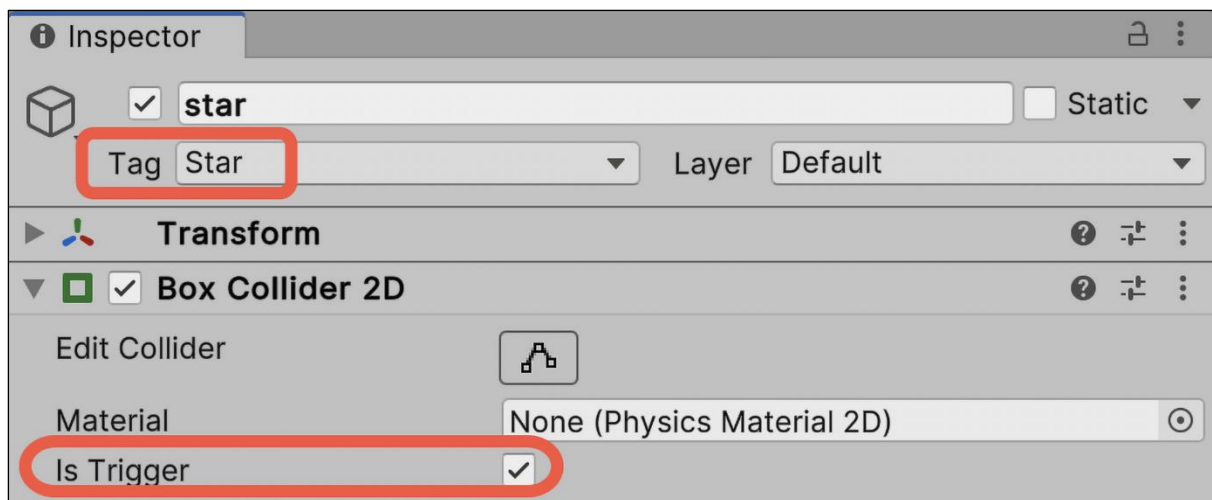 Inspector
star Static
Tag Star Layer Default
Transform
Box Collider 2D
Edit Collider
Material None (Physics Material 2D)
Is Trigger